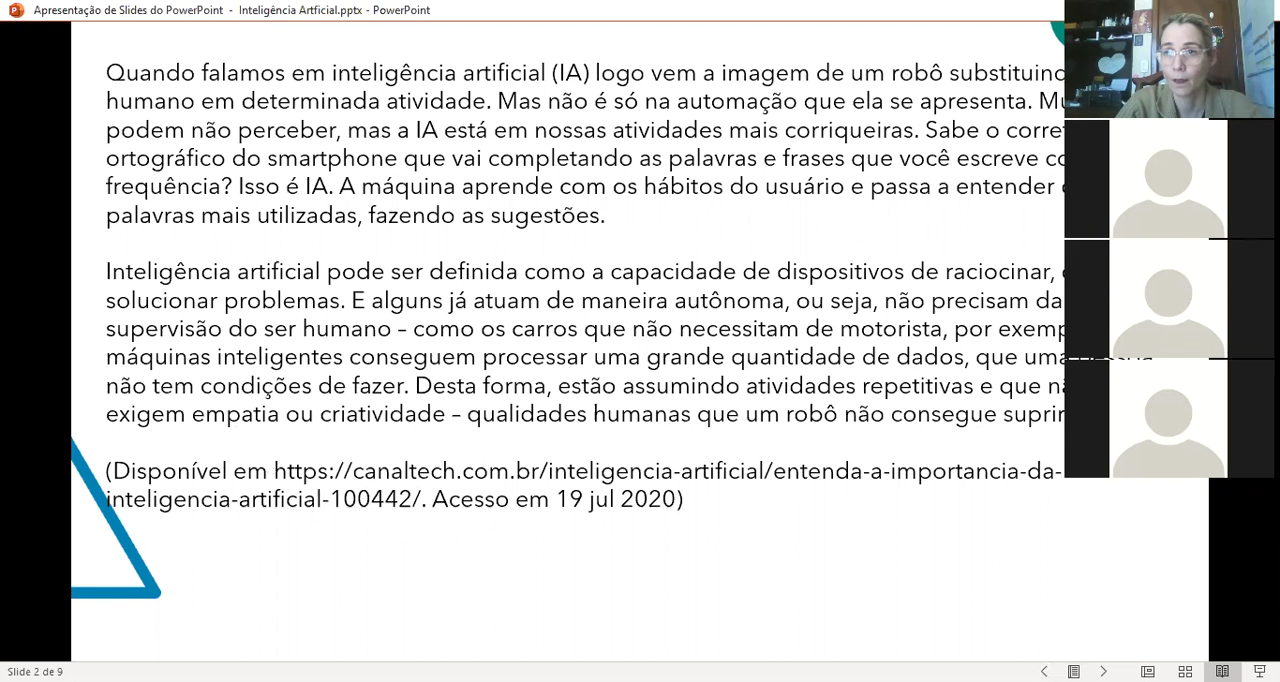 Apresentação de Slides do PowerPoint - Inteligência Artficial.pptx - PowerPoint
Quando falamos em inteligência artificial (IA) logo vem a imagem de um robô
humano em determinada atividade. Mas não é só na automação que ela se apresenta.
podem não perceber, mas a IA está em nossas atividades mais corriqueiras. Sabe o
ortográfico do smartphone que vai completando as palavras e frases que você escreve
frequência? Isso é IA. A máquina aprende com os hábitos do usuário e passa a entender
palavras mais utilizadas, fazendo as sugestões.
Inteligência artificial pode ser definida como a capacidade de dispositivos de raciocinar,
solucionar problemas. E alguns já atuam de maneira autônoma, ou seja, não precisam da
supervisão do ser humano – como os carros que não necessitam de motorista, por
máquinas inteligentes conseguem processar uma grande quantidade de dados, que uma
não tem condições de fazer. Desta forma, estão assumindo atividades repetitivas e que
exigem empatia ou criatividade – qualidades humanas que um robô não consegue suprir
(Disponível em https://canaltech.com.br/inteligencia-artificial/entenda-a-importancia-da-
inteligencia-artificial-100442/. Acesso em 19 jul 2020)
Slide 2 de 9